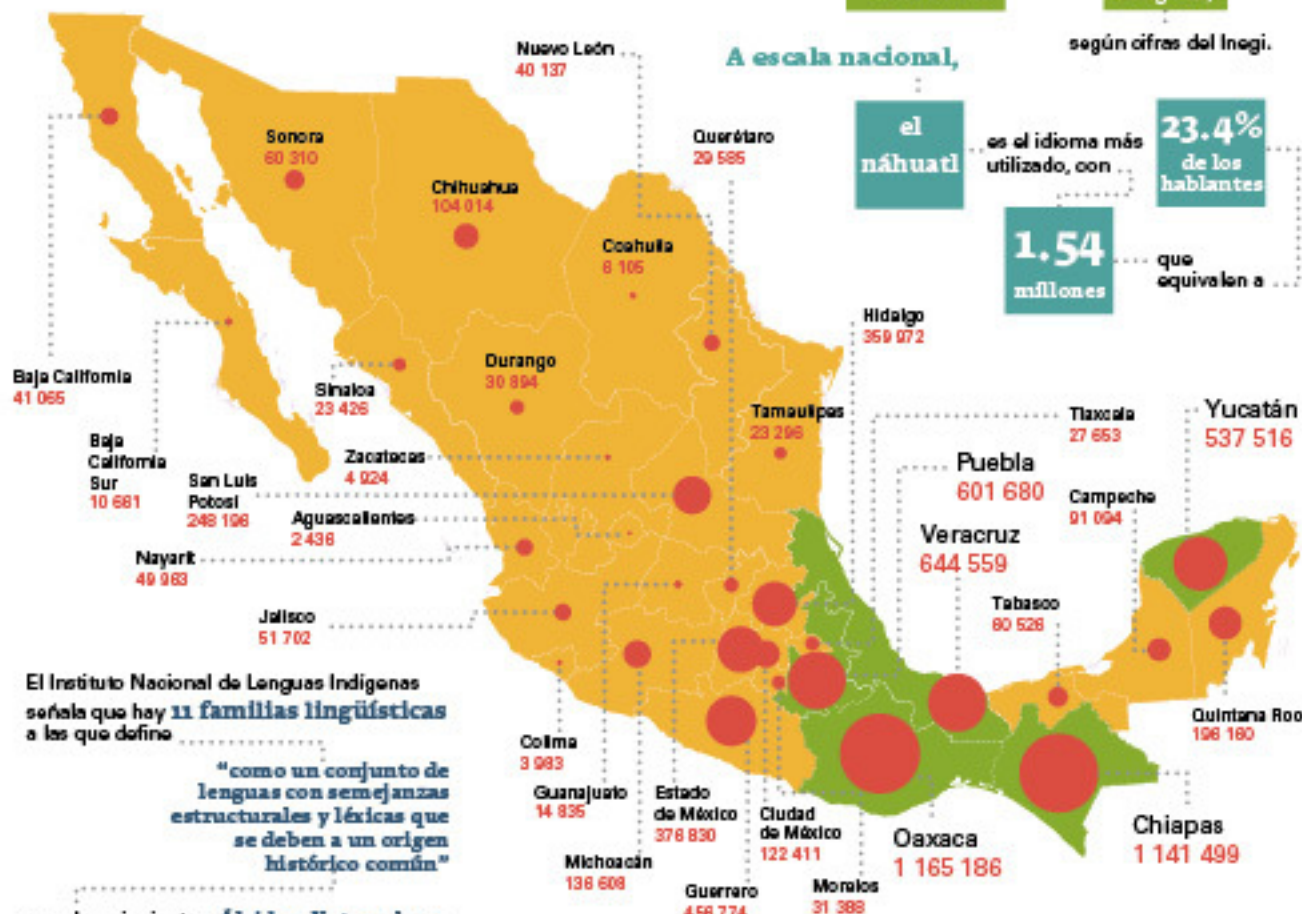 según cifras del Inegi.
A escala nacional,
el
náhuatl
es el idioma más
utilizado, con
23.4%
de los
hablantes
1.54
millones
que
equivalen a
Nuevo León
40 137
Querétaro
29 585
Sonora
60 310
Chihuahua
104 014
Coahuila
6 105
Hidalgo
359 972
Baja California
41 065
Sinaloa
23 426
Durango
30 894
Tamaulipas
23 296
Tlaxcala
27 653
Yucatán
537 516
Baja
California
Sur
10 681
Zacatecas
4 924
San Luis
Potosí
248 196
Puebla
601 680
Campeche
91 094
Aguascalientes
2 436
Veracruz
644 559
Nayarit
49 963
Tabasco
60 526
Jalisco
51 702
Quintana Roo
196 160
El Instituto Nacional de Lenguas Indígenas
señala que hay 11 familias lingüísticas
a las que define
"como un conjunto de
lenguas con semejanzas
estructurales y léxicas que
se deben a un origen
histórico común"
Colima
3 983
Guanajuato
14 835
Estado
de México
376 830
Ciudad
de México
122 411
Oaxaca
1 165 186
Chiapas
1 141 499
Michoacán
136 608
Guerrero
456 774
Morelos
31 388